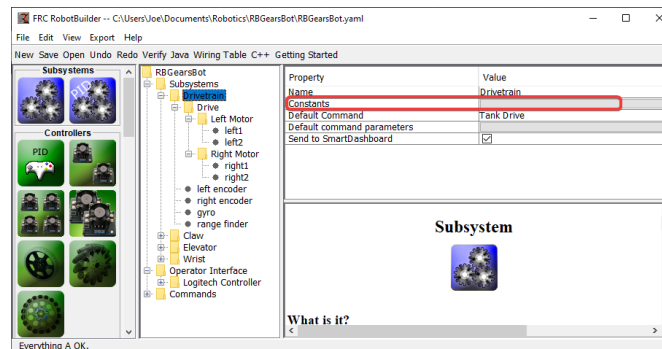 FRC RobotBuilder -- C:\Users\Joe\Documents\Robotics\RBGearsBot\RBGearsBot.yaml
File Edit View Export Help
New Save Open Undo Redo Verify Java Wiring Table C++ Getting Started
Subsystems
PID
Controllers
PID
RBGearsBot
Subsystems
Drivetrain
Drive
Left Motor
left1
left2
Right Motor
right1
right2
left encoder
right encoder
gyro
range finder
Claw
Elevator
Wrist
Operator Interface
Logitech Controller
Commands
Property Value
Name Drivetrain
Constants
Default Command Tank Drive
Default command parameters
Send to SmartDashboard
Subsystem
What is it?
Everything A OK.